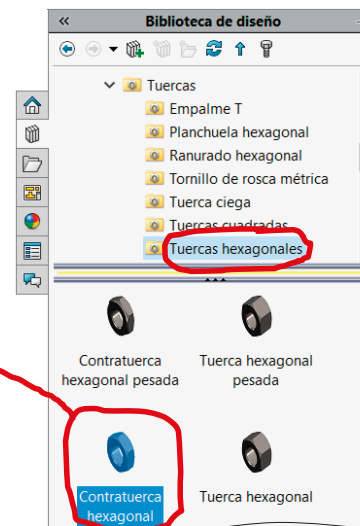 Biblioteca de diseño
Tuercas
Empalme T
Planchuela hexagonal
Ranurado hexagonal
Tornillo de rosca métrica
Tuerca ciega
Tuercas cuadradas
Tuercas hexagonales
Contratuerca
hexagonal pesada
Tuerca hexagonal
pesada
Contratuerca
hexagonal
Tuerca hexagonal